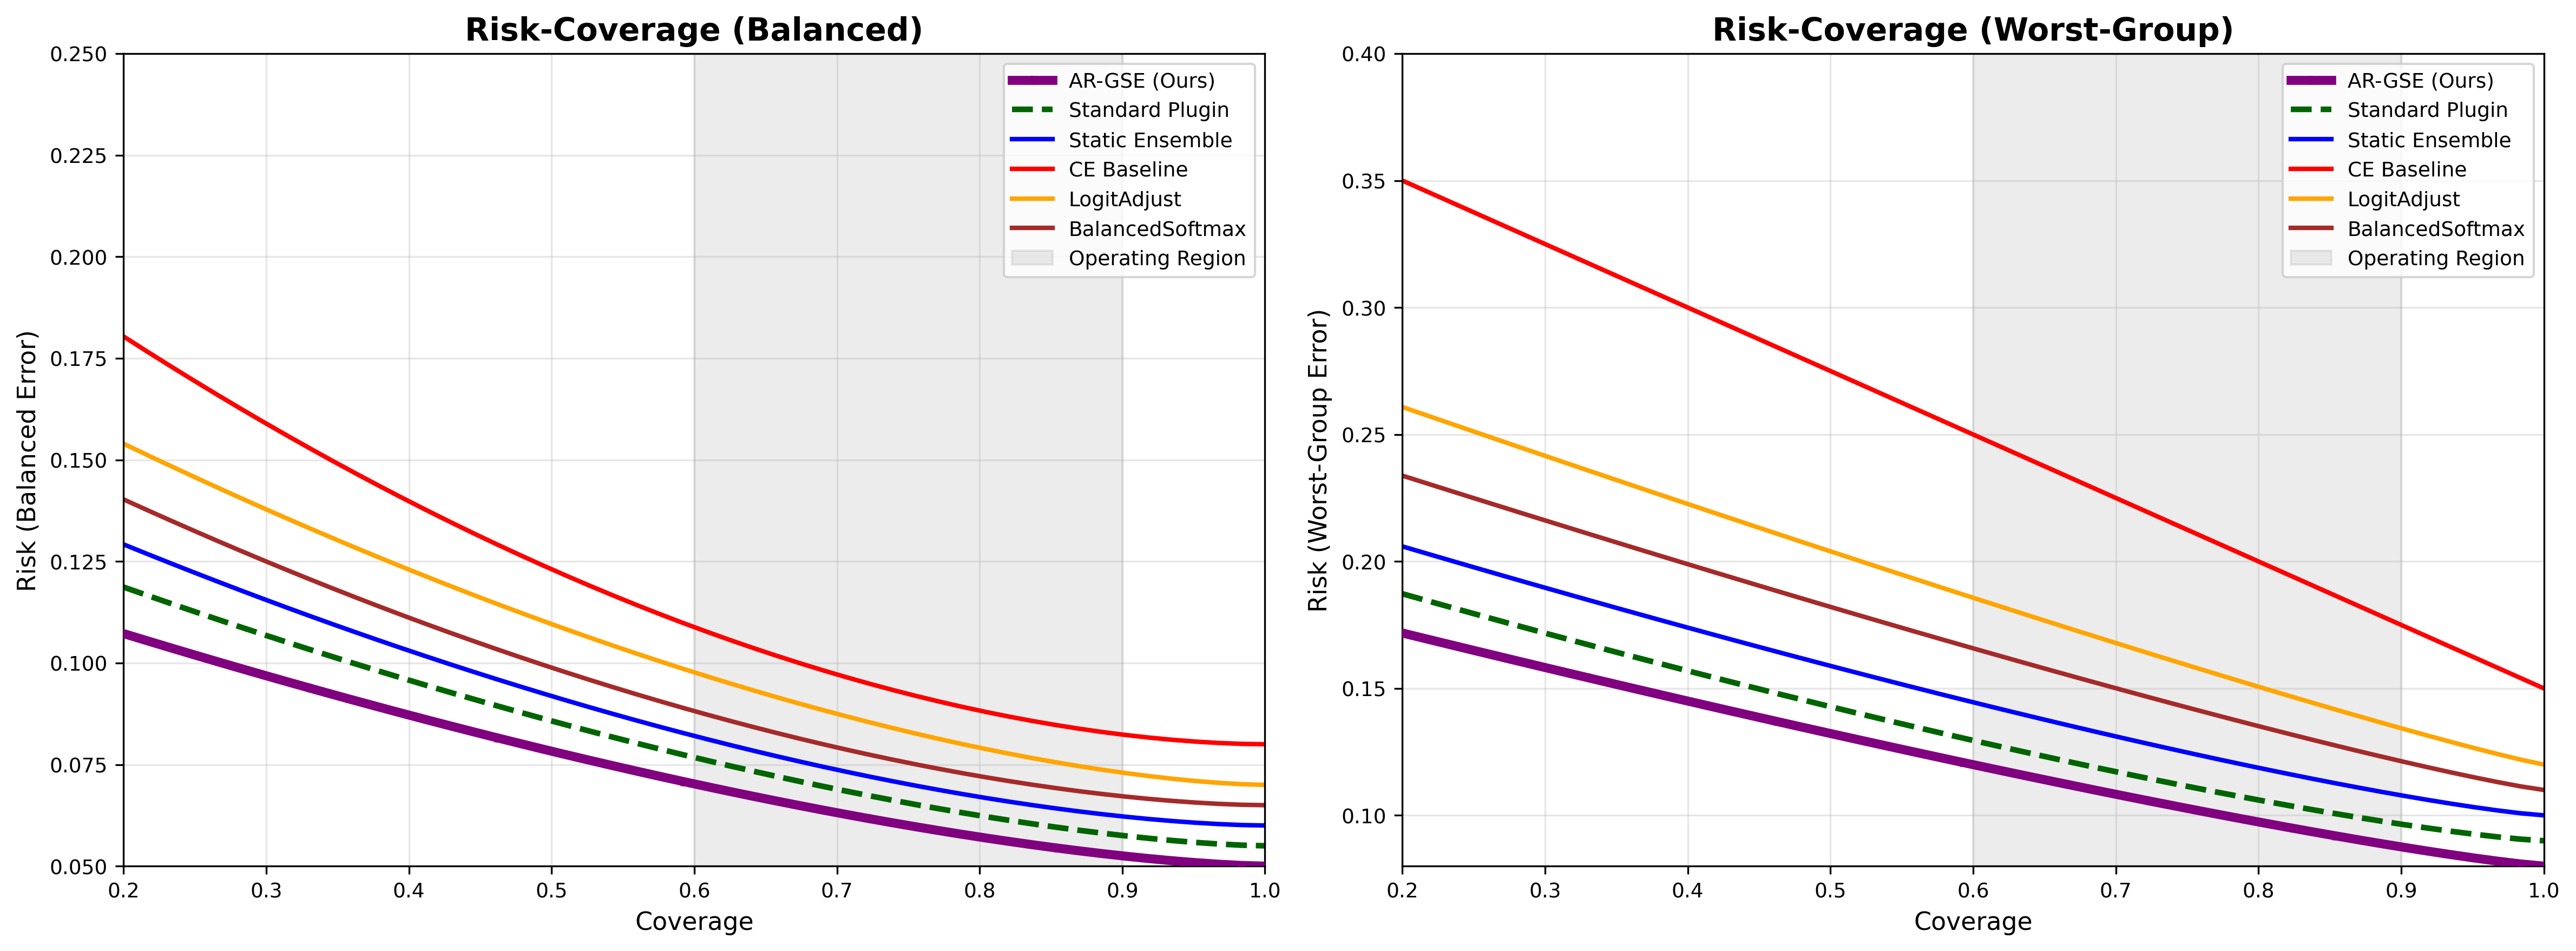 Risk-Coverage (Balanced)
Risk (Balanced Error)
0.250
0.225
0.200
0.175
0.150
0.125
0.100
0.075
0.050
0.2 0.3 0.4 0.5 0.6 0.7 0.8 0.9 1.0
Coverage
AR-GSE (Ours)
Standard Plugin
Static Ensemble
CE Baseline
LogitAdjust
BalancedSoftmax
Operating Region
Risk-Coverage (Worst-Group)
Risk (Worst-Group Error)
0.40
0.35
0.30
0.25
0.20
0.15
0.10
0.2 0.3 0.4 0.5 0.6 0.7 0.8 0.9 1.0
Coverage
AR-GSE (Ours)
Standard Plugin
Static Ensemble
CE Baseline
LogitAdjust
BalancedSoftmax
Operating Region